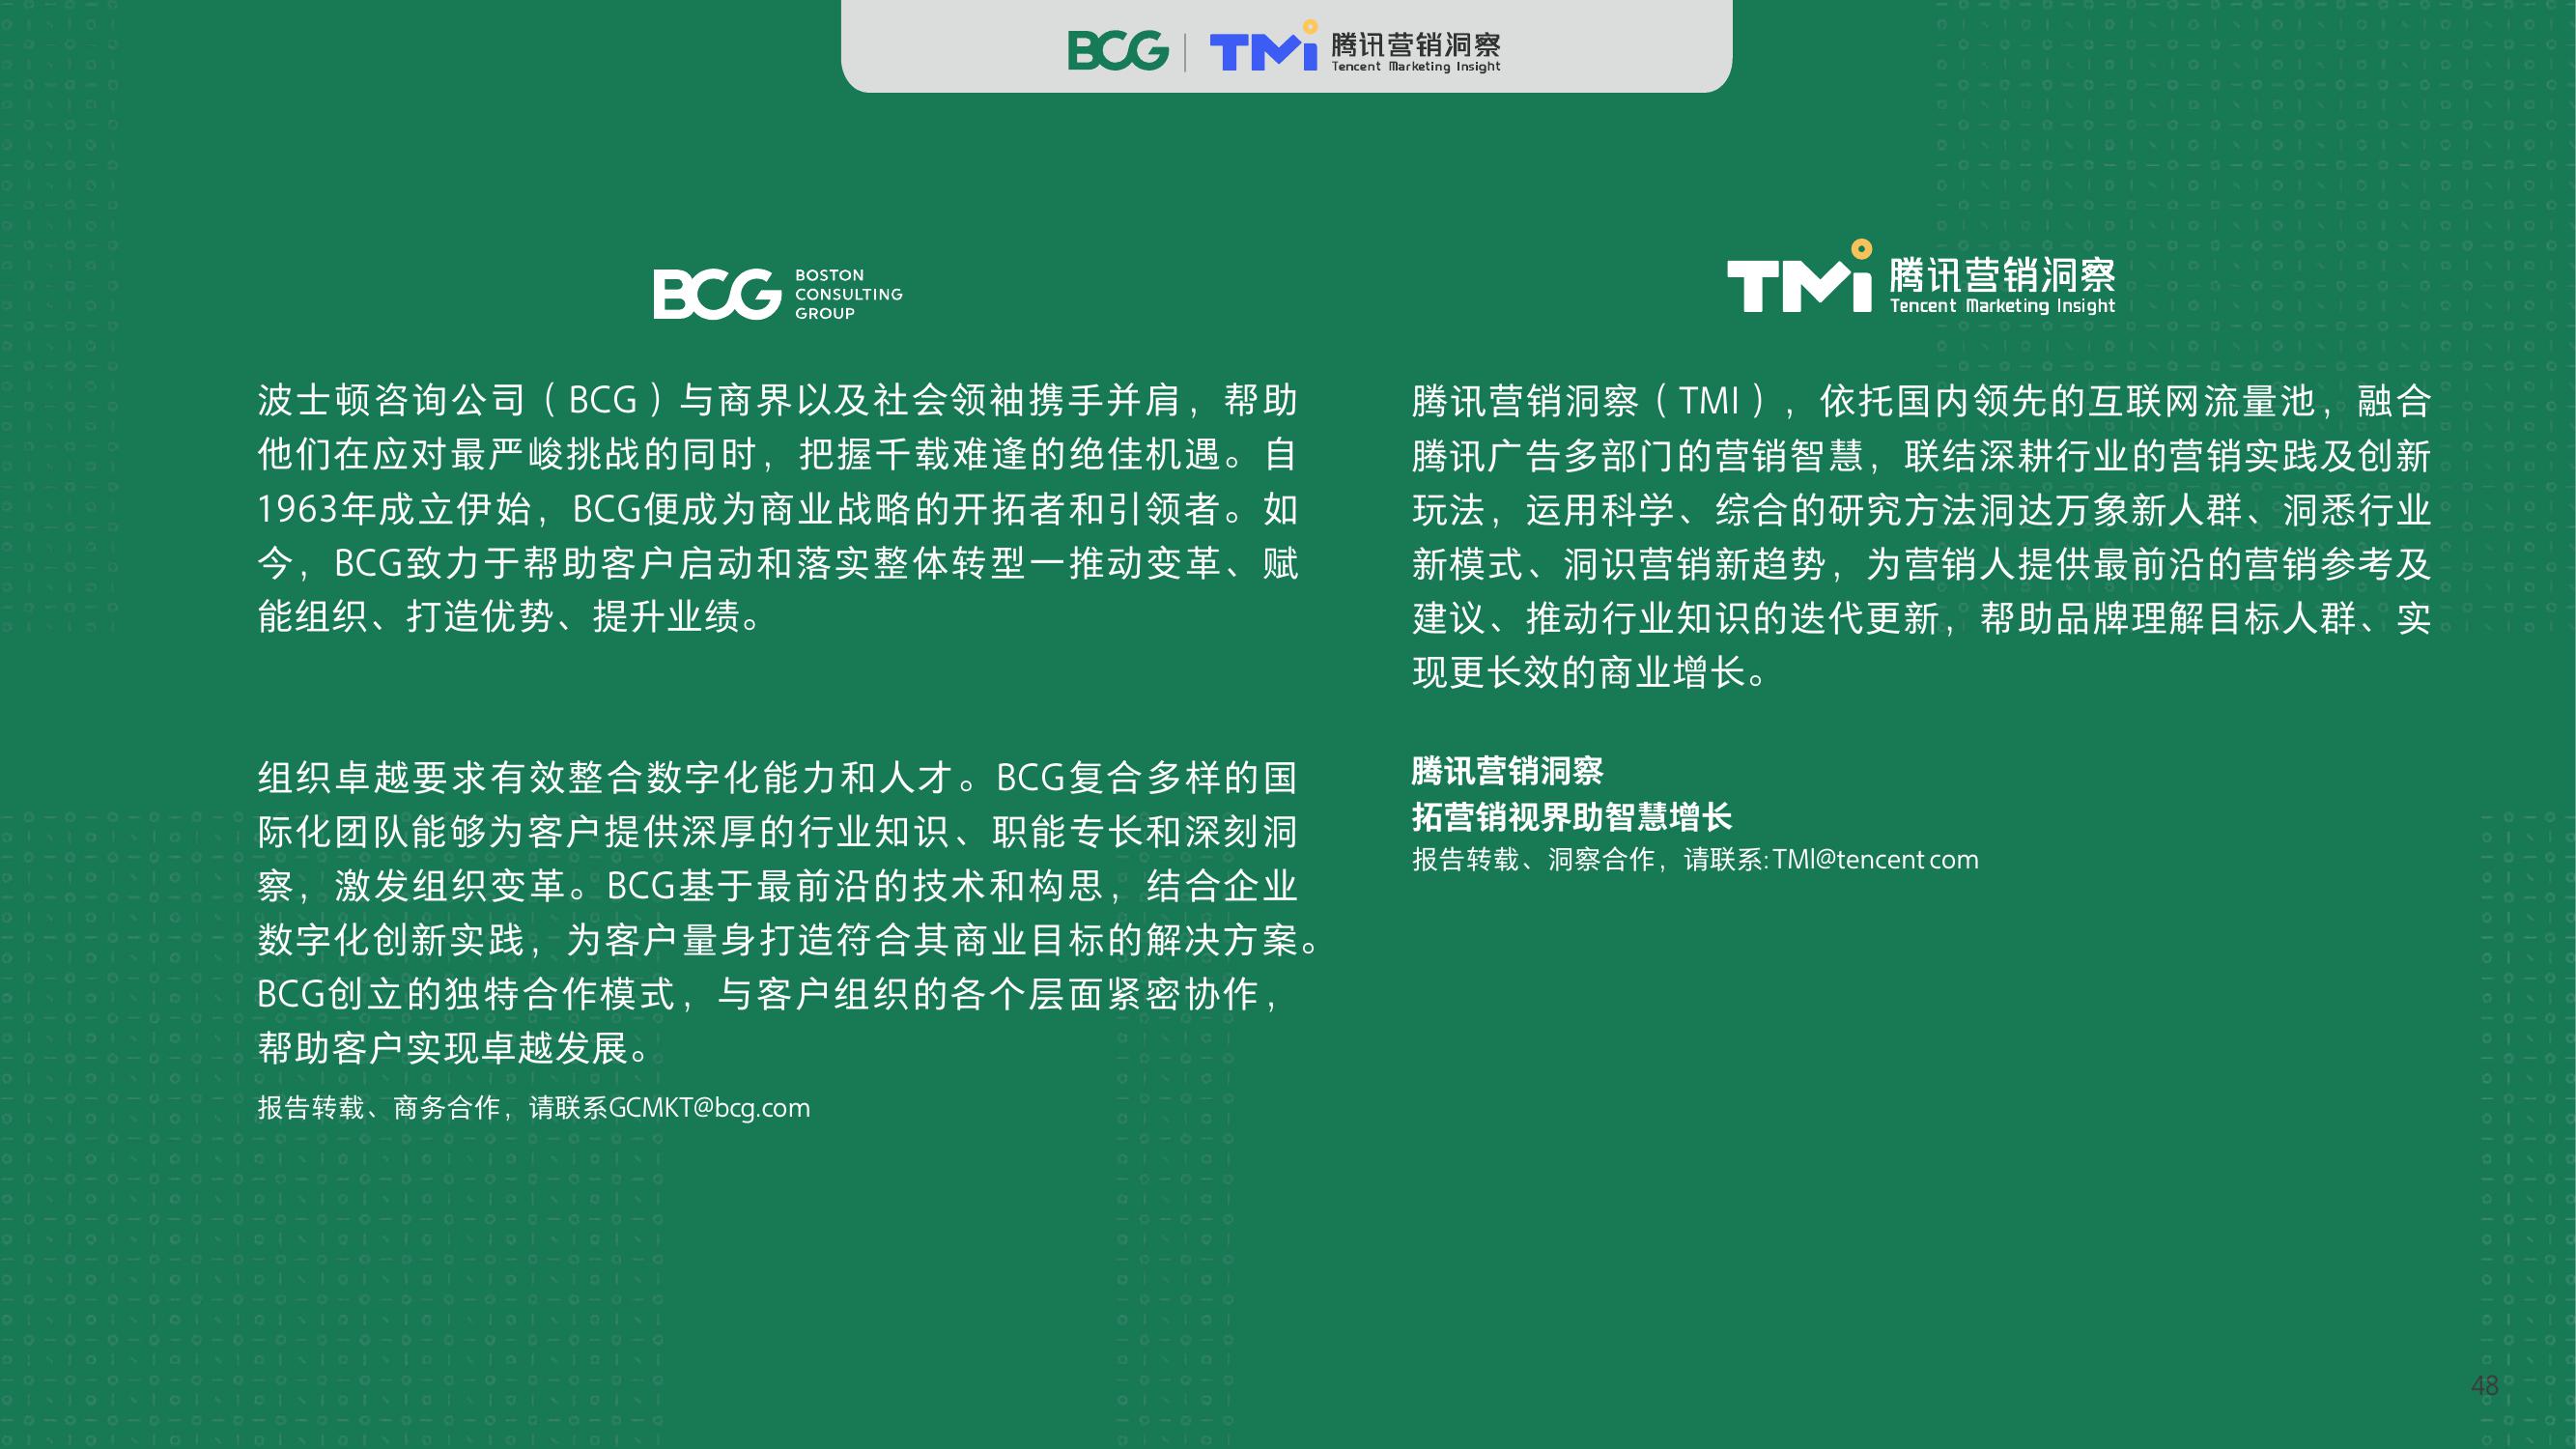 BCG
TMi 腾讯营销洞察
Tencent Marketing Insight
BCG
BOSTON
CONSULTING
GROUP
波士顿咨询公司（BCG）与商界以及社会领袖携手并肩，帮助
他们在应对最严峻挑战的同时，把握千载难逢的绝佳机遇。自
1963年成立伊始，BCG便成为商业战略的开拓者和引领者。如
今，BCG致力于帮助客户启动和落实整体转型一推动变革、赋
能组织、打造优势、提升业绩。
组织卓越要求有效整合数字化能力和人才。BCG复合多样的国
际化团队能够为客户提供深厚的行业知识、职能专长和深刻洞
察，激发组织变革。BCG基于最前沿的技术和构思，结合企业
数字化创新实践，为客户量身打造符合其商业目标的解决方案。
BCG创立的独特合作模式，与客户组织的各个层面紧密协作，
帮助客户实现卓越发展。
报告转载、商务合作，请联系GCMKT@bcg.com
TMi 腾讯营销洞察
Tencent Marketing Insight
腾讯营销洞察（TMI），依托国内领先的互联网流量池，融合
腾讯广告多部门的营销智慧，联结深耕行业的营销实践及创新
玩法，运用科学、综合的研究方法洞达万象新人群、洞悉行业
新模式、洞识营销新趋势，为营销人提供最前沿的营销参考及
建议、推动行业知识的迭代更新，帮助品牌理解目标人群、实
现更长效的商业增长。
腾讯营销洞察
拓营销视界助智慧增长
报告转载、洞察合作，请联系:TMl@tencent com
48